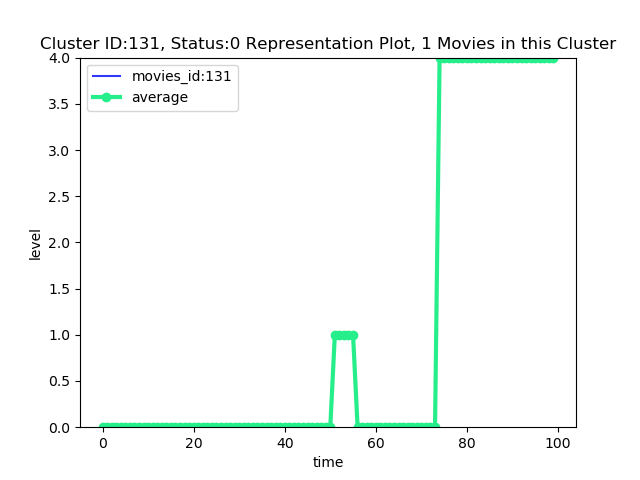 Cluster ID:131, Status:0 Representation Plot, 1 Movies in this Cluster
movies_id:131
average
4.0
3.5
3.0
2.5
2.0
1.5
1.0
0.5
0.0
level
0 20 40 60 80 100
time